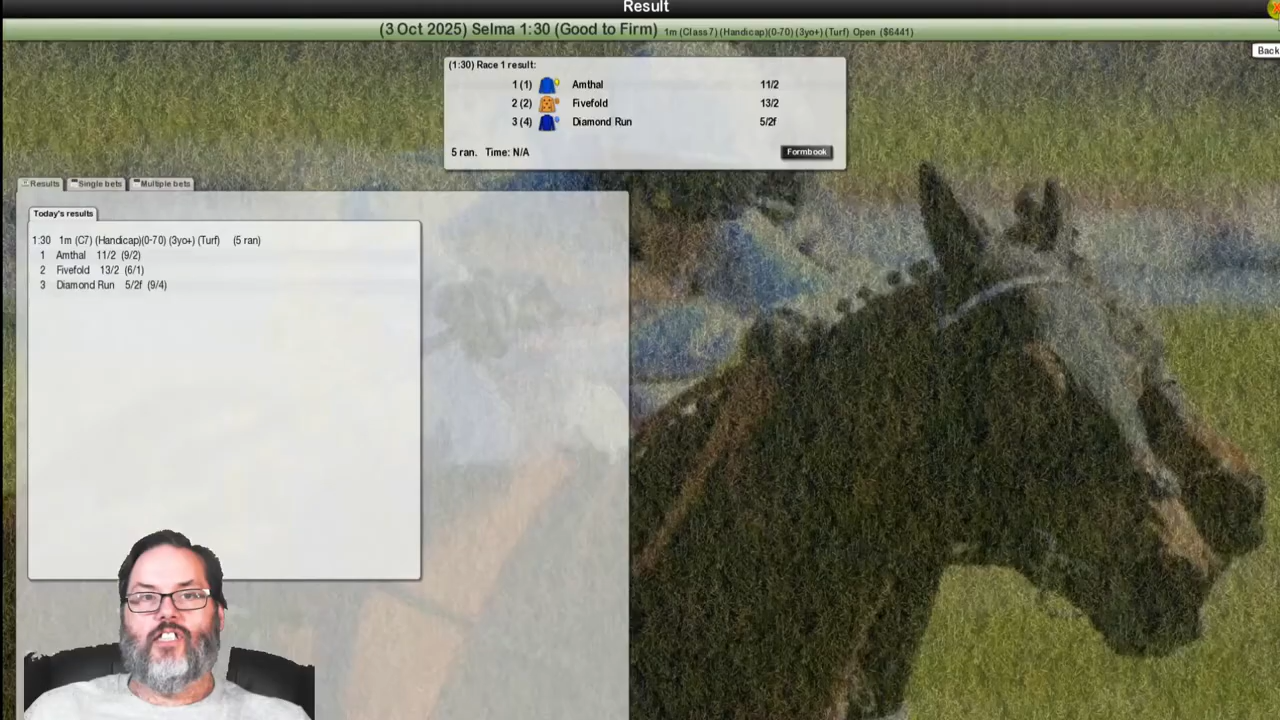 Result
(3 Oct 2025) Selma 1:30 (Good to Firm) 1m (Class7) (Handicap)(0-70) (3yo+) (Turf) Open ($6441)
Back
(1:30) Race 1 result:
1 (1) Amthal 11/2
2 (2) Fivefold 13/2
3 (4) Diamond Run 5/2f
5 ran. Time: N/A
Formbook
Results Single bets Multiple bets
Today's results
1:30 1m (C7) (Handicap)(0-70) (3yo+) (Turf) (5 ran)
1 Amthal 11/2 (9/2)
2 Fivefold 13/2 (6/1)
3 Diamond Run 5/2f (9/4)